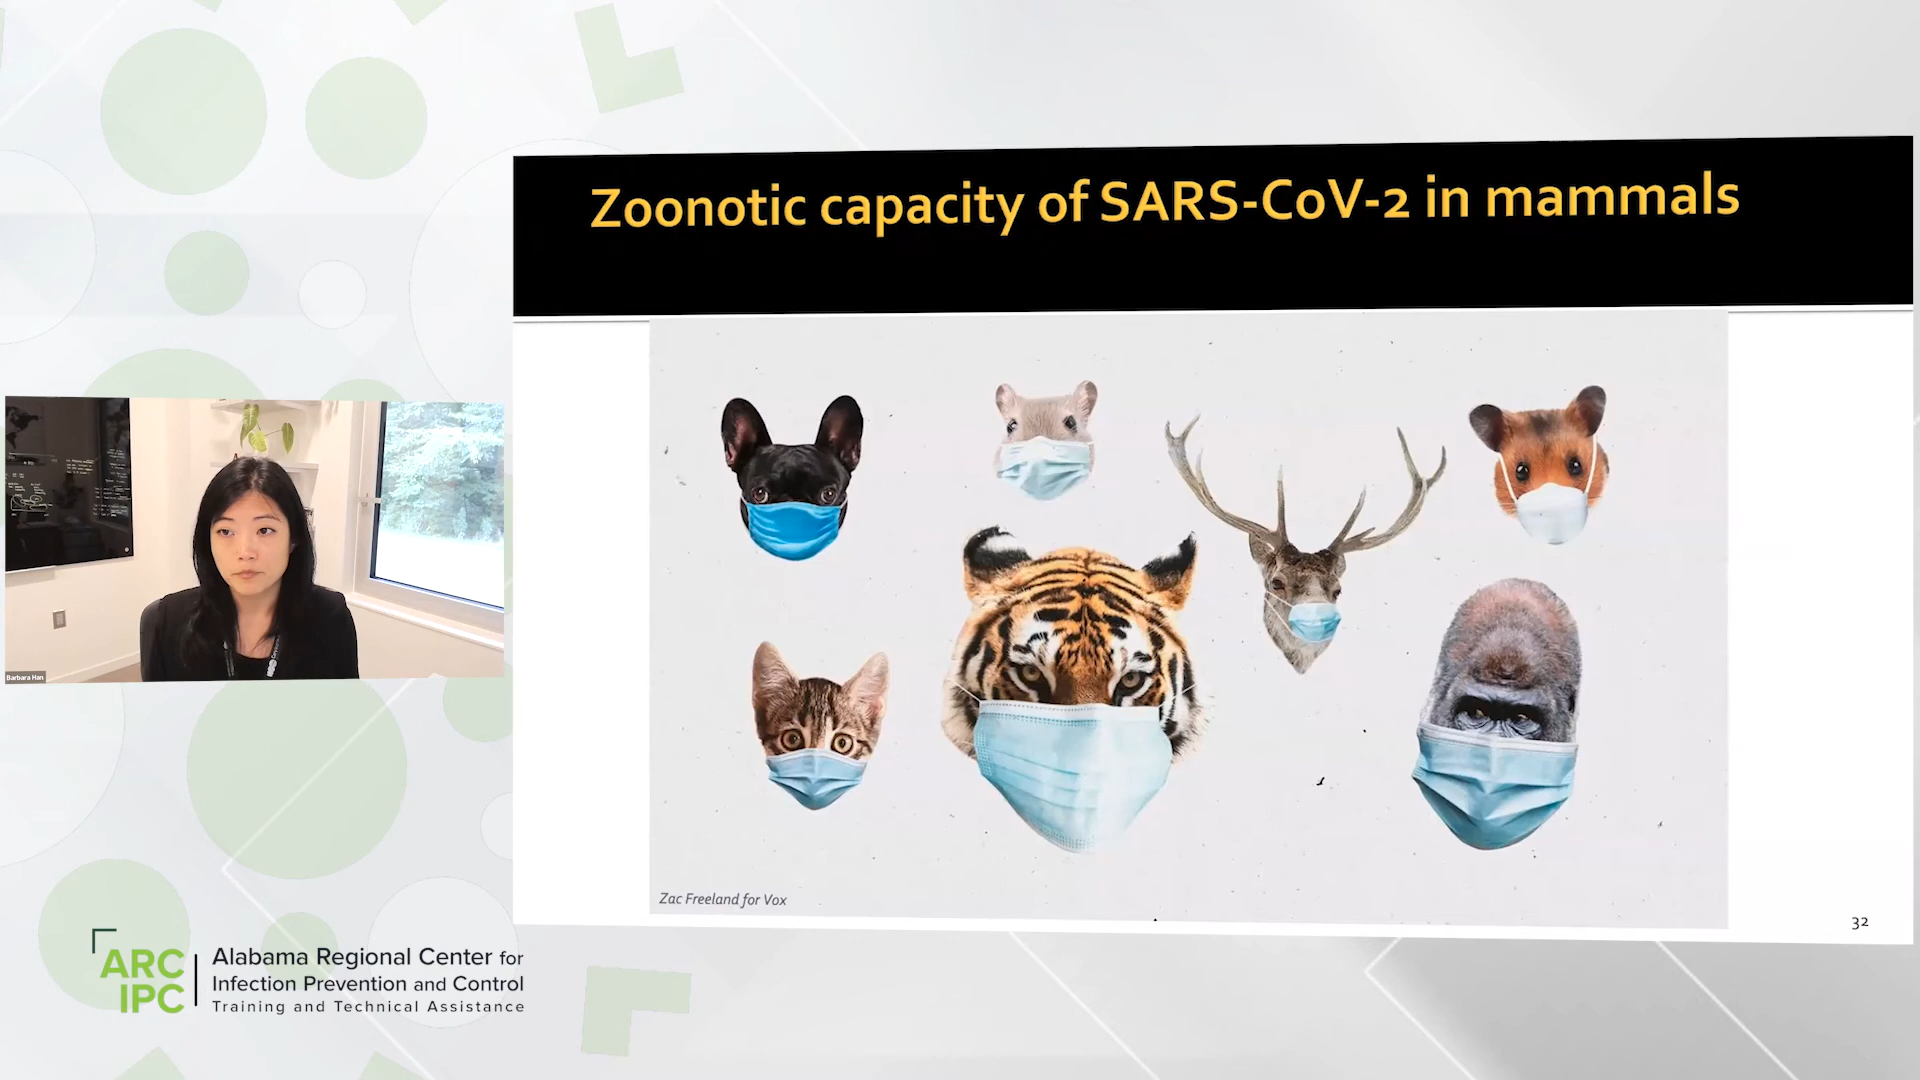 Zoonotic capacity of SARS-CoV-2 in mammals
Zac Freeland for Vox
32
Barbara Han
ARC
IPC
Alabama Regional Center for
Infection Prevention and Control
Training and Technical Assistance